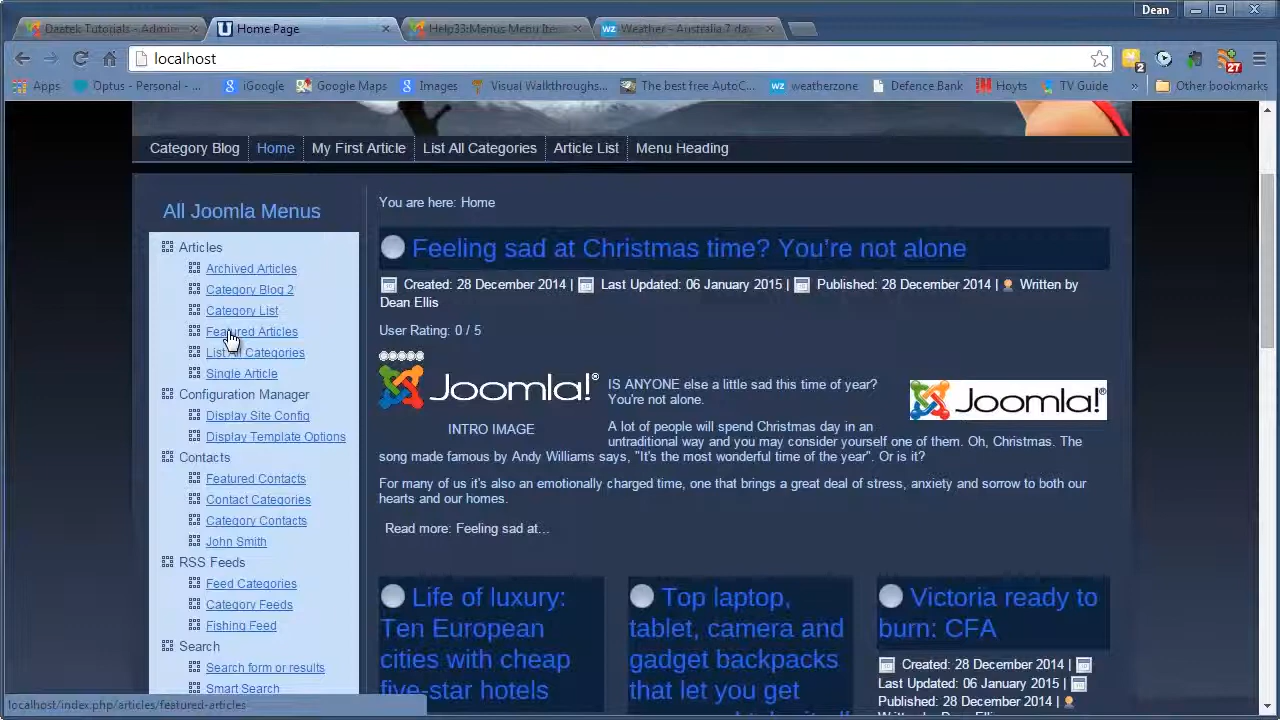 Dean
Daztek Tutorials - Admin
Home Page
Help33:Menus Menu Ite
Weather - Australia 7 da
localhost
2
27
Apps
Optus - Personal - ...
iGoogle
Google Maps
Images
Visual Walkthroughs...
The best free AutoC...
weatherzone
Defence Bank
Hoyts
TV Guide
»
Other bookmarks
Category Blog
Home
My First Article
List All Categories
Article List
Menu Heading
All Joomla Menus
Articles
Archived Articles
Category Blog 2
Category List
Featured Articles
List All Categories
Single Article
Configuration Manager
Display Site Config
Display Template Options
Contacts
Featured Contacts
Contact Categories
Category Contacts
John Smith
RSS Feeds
Feed Categories
Category Feeds
Fishing Feed
Search
Search form or results
Smart Search
You are here: Home
Feeling sad at Christmas time? You're not alone
Created: 28 December 2014 | Last Updated: 06 January 2015 | Published: 28 December 2014 | Written by
Dean Ellis
User Rating: 0 / 5
Joomla!®
INTRO IMAGE
IS ANYONE else a little sad this time of year?
You're not alone.
Joomla!®
A lot of people will spend Christmas day in an
untraditional way and you may consider yourself one of them. Oh, Christmas. The
song made famous by Andy Williams says, "It's the most wonderful time of the year". Or is it?
For many of us it's also an emotionally charged time, one that brings a great deal of stress, anxiety and sorrow to both our
hearts and our homes.
Read more: Feeling sad at...
Life of luxury:
Ten European
cities with cheap
five-star hotels
Top laptop,
tablet, camera and
gadget backpacks
that let you get
Victoria ready to
burn: CFA
Created: 28 December 2014 |
Last Updated: 06 January 2015 |
Published: 28 December 2014 |
Written by Dean Ellis
localhost/index.php/articles/featured-articles